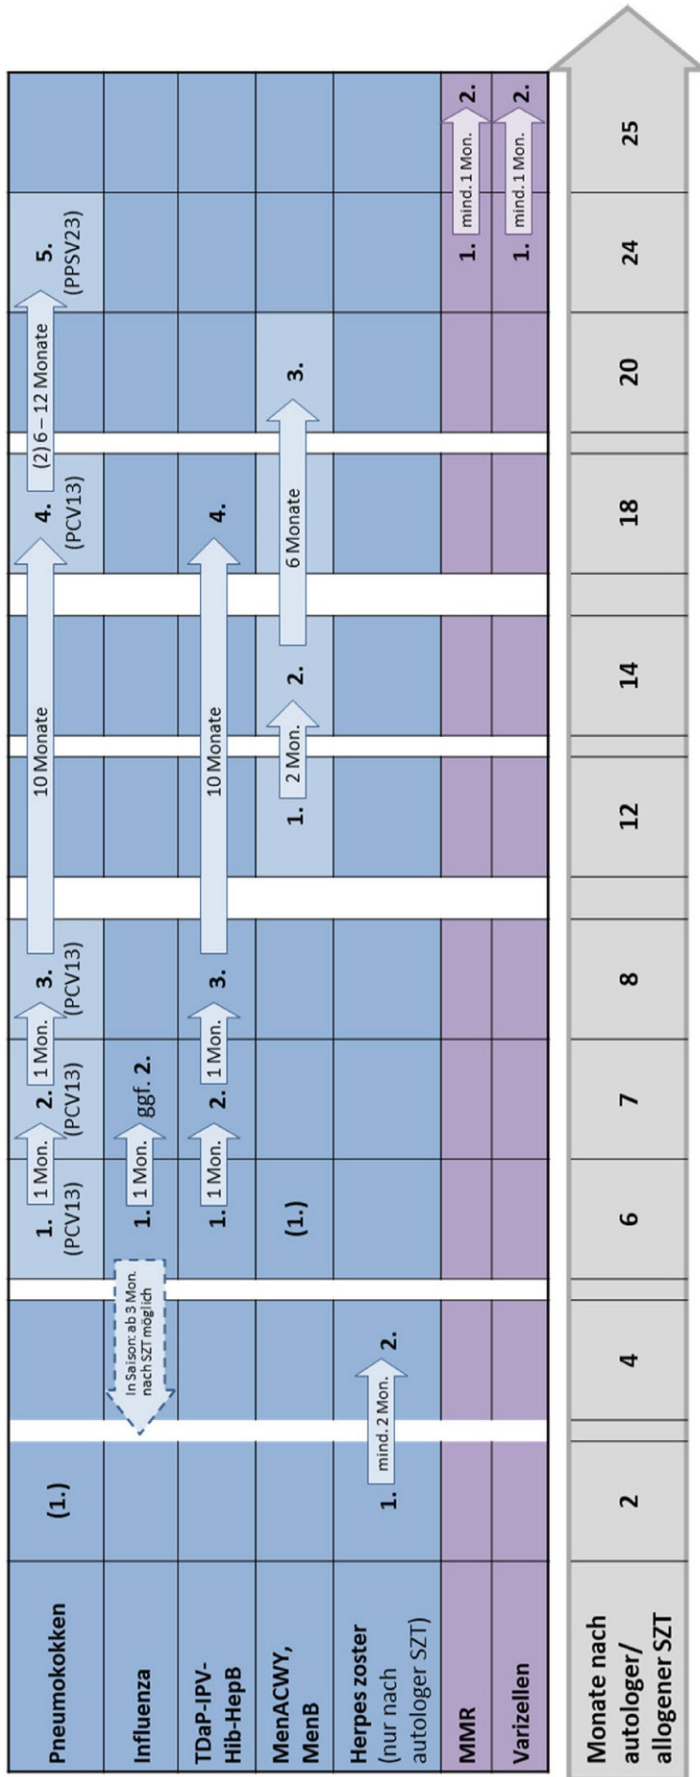 Pneumokokken
(1.)
1.
(PCV13)
1 Mon.
2.
(PCV13)
1 Mon.
3.
(PCV13)
10 Monate
4.
(PCV13)
(2) 6 – 12 Monate
5.
(PPSV23)
Influenza
In Saison: ab 3 Mon.
nach SZT möglich
1.
1 Mon.
ggf. 2.
TDaP-IPV-
Hib-HepB
1.
1 Mon.
2.
1 Mon.
3.
10 Monate
4.
MenACWY,
MenB
(1.)
1.
2 Mon.
2.
6 Monate
3.
Herpes zoster
(nur nach
autologer SZT)
1.
mind. 2 Mon.
2.
MMR
1.
mind. 1 Mon.
2.
Varizellen
1.
mind. 1 Mon.
2.
Monate nach
autologer/
allogener SZT
2
4
6
7
8
12
14
18
20
24
25